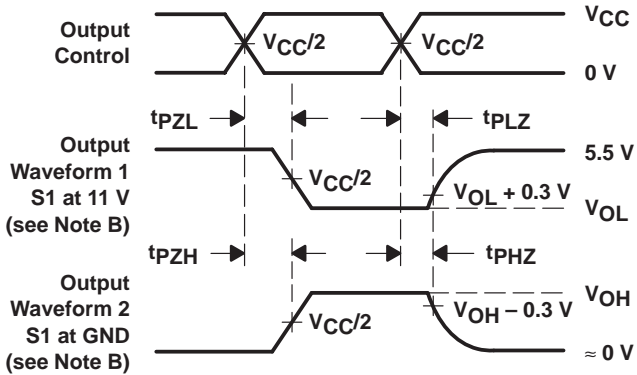 Output
Control
VCC/2
VCC/2
VCC
0 V
tPZL
tPLZ
Output
Waveform 1
S1 at 11 V
(see Note B)
VCC/2
5.5 V
VOL + 0.3 V
VOL
tPZH
tPHZ
Output
Waveform 2
S1 at GND
(see Note B)
VCC/2
VOH
VOH – 0.3 V
≈ 0 V